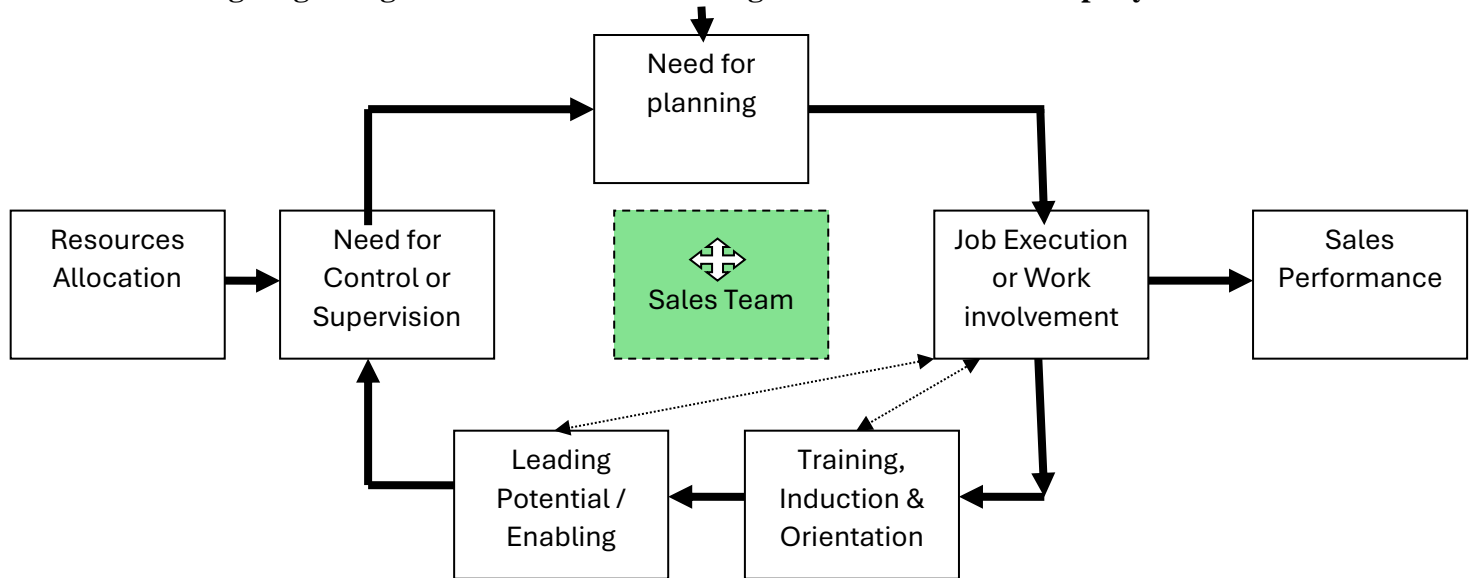 Need for
planning
Resources
Allocation
Need for
Control or
Supervision
Sales Team
Job Execution
or Work
involvement
Sales
Performance
Leading
Potential /
Enabling
Training,
Induction &
Orientation